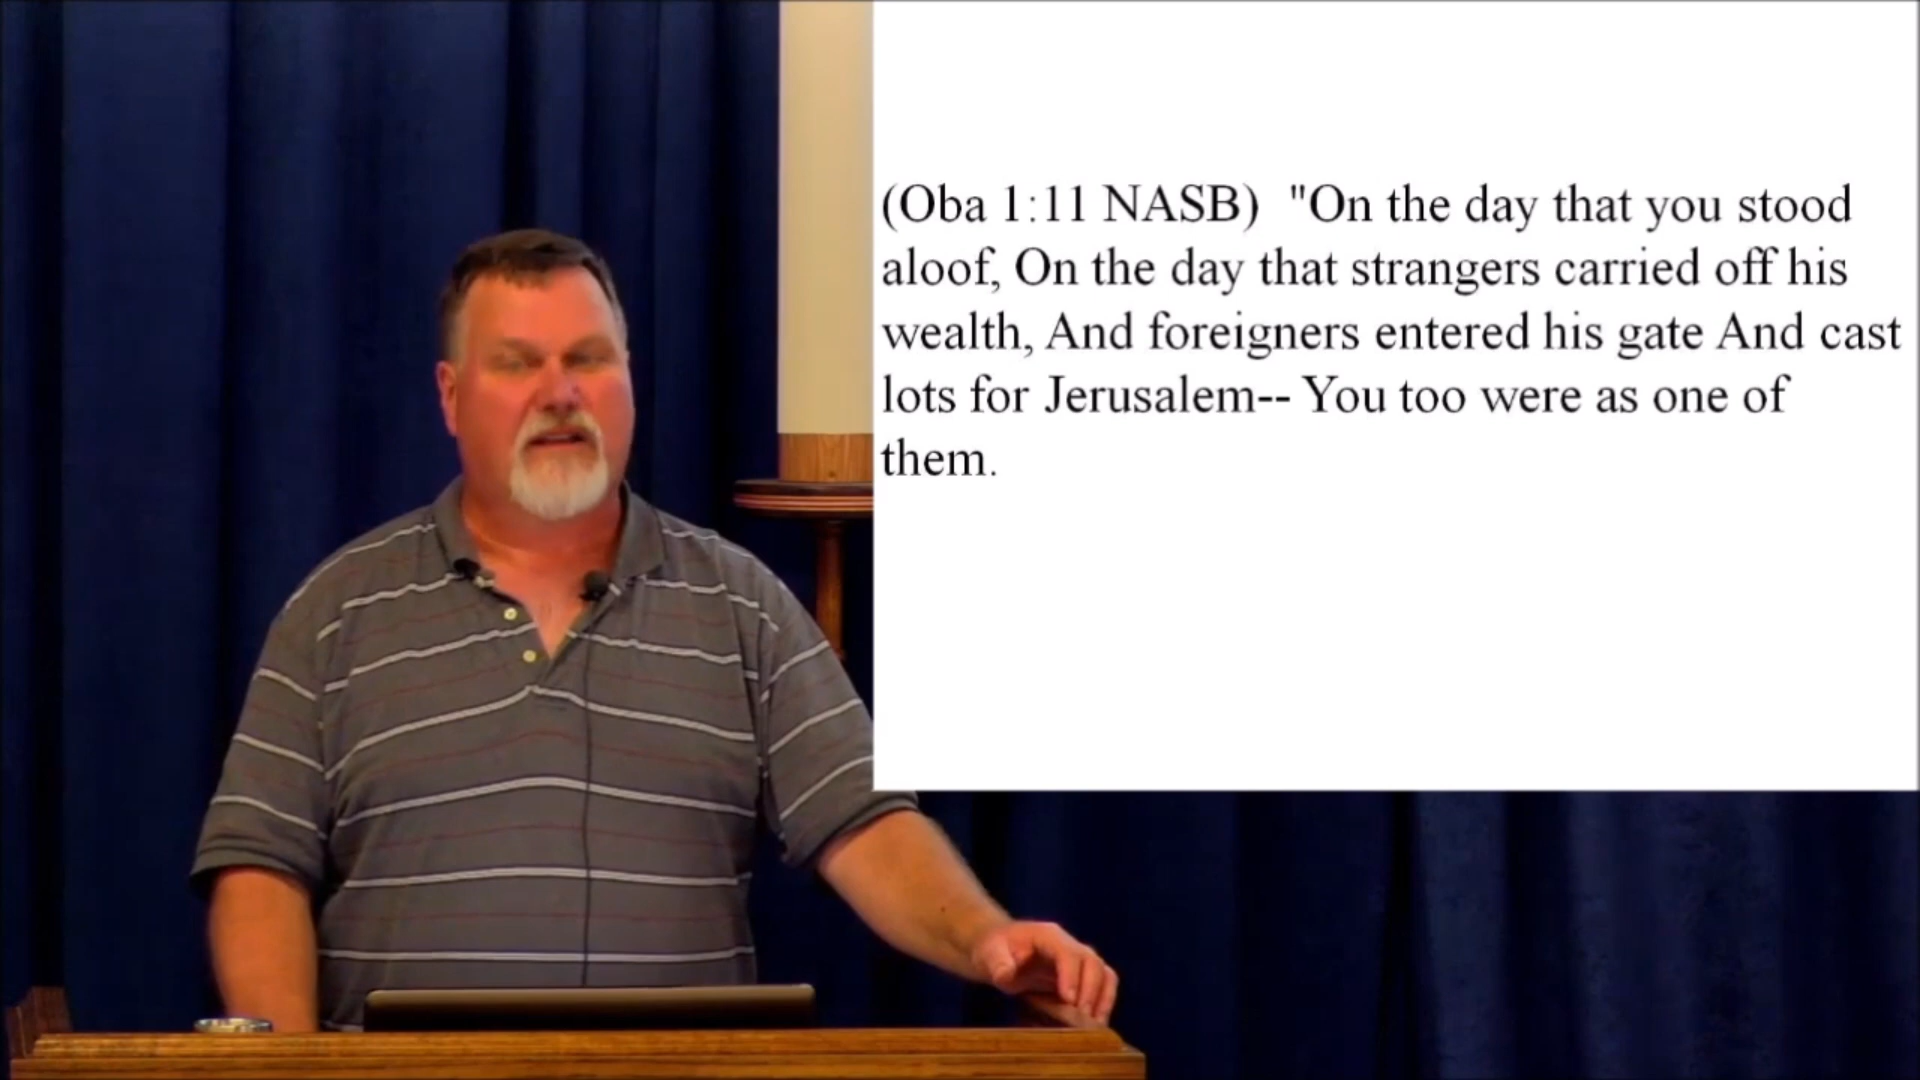 (Oba 1:11 NASB)  "On the day that you stood
aloof, On the day that strangers carried off his
wealth, And foreigners entered his gate And cast
lots for Jerusalem-- You too were as one of
them.